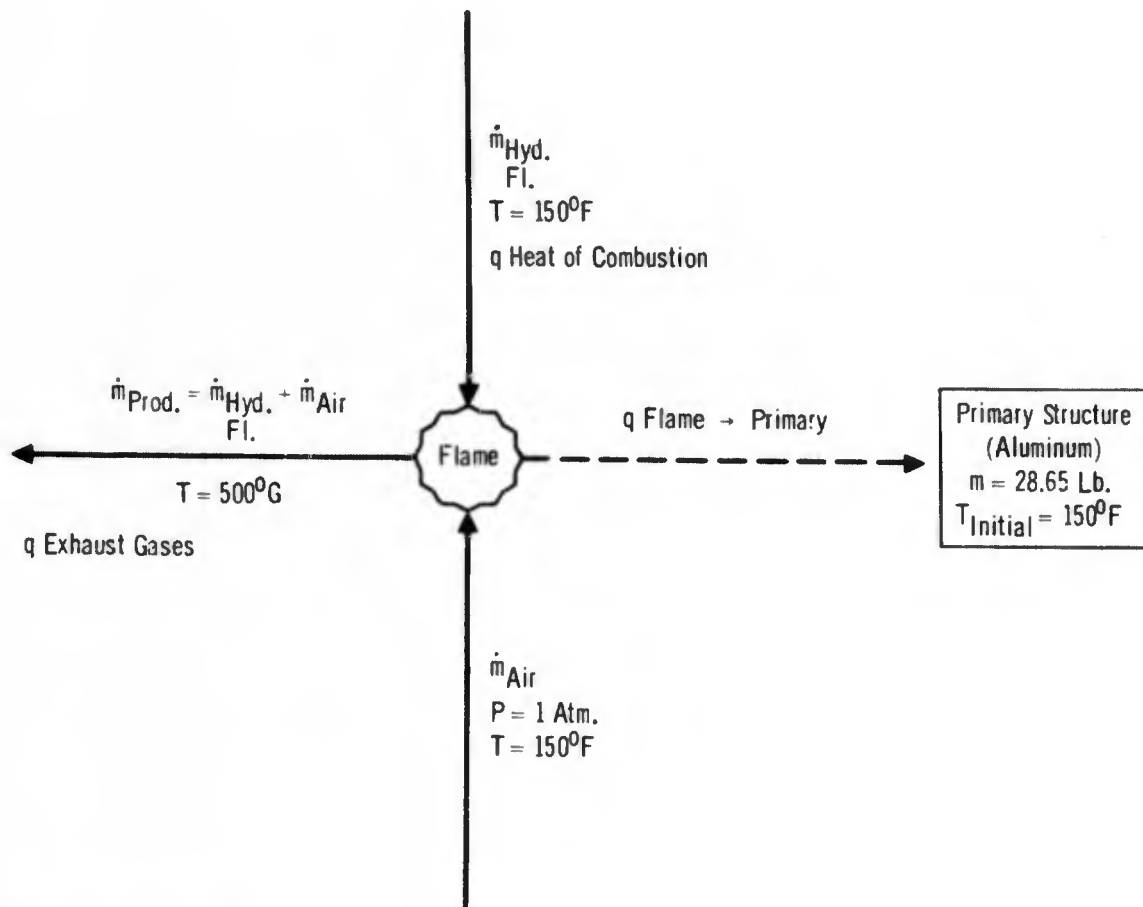 ṁHyd.
Fl.
T = 150⁰F
q Heat of Combustion
ṁProd. = ṁHyd. + ṁAir
Fl.
T = 500⁰G
q Exhaust Gases
Flame
q Flame → Primary
Primary Structure
(Aluminum)
m = 28.65 Lb.
TInitial = 150⁰F
ṁAir
P = 1 Atm.
T = 150⁰F